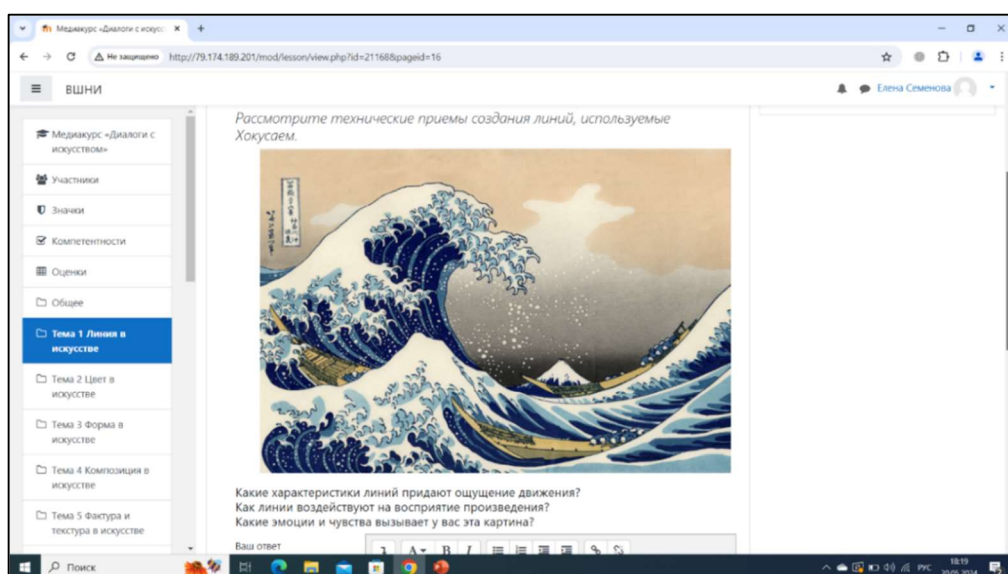 Медиакурс «Диалоги с искусс
Не защищено http://79.174.189.201/mod/lesson/view.php?id=21168&pageid=16
ВШНИ
Елена Семенова
Медиакурс «Диалоги с
искусством»
Участники
Значки
Компетентности
Оценки
Общее
Тема 1 Линия в
искусстве
Тема 2 Цвет в
искусстве
Тема 3 Форма в
искусстве
Тема 4 Композиция в
искусстве
Тема 5 Фактура и
текстура в искусстве
Рассмотрите технические приемы создания линий, используемые
Хокусаем.
Какие характеристики линий придают ощущение движения?
Как линии воздействуют на восприятие произведения?
Какие эмоции и чувства вызывает у вас эта картина?
Ваш ответ
A B I
Поиск
РУС
18:19
20.05.2024